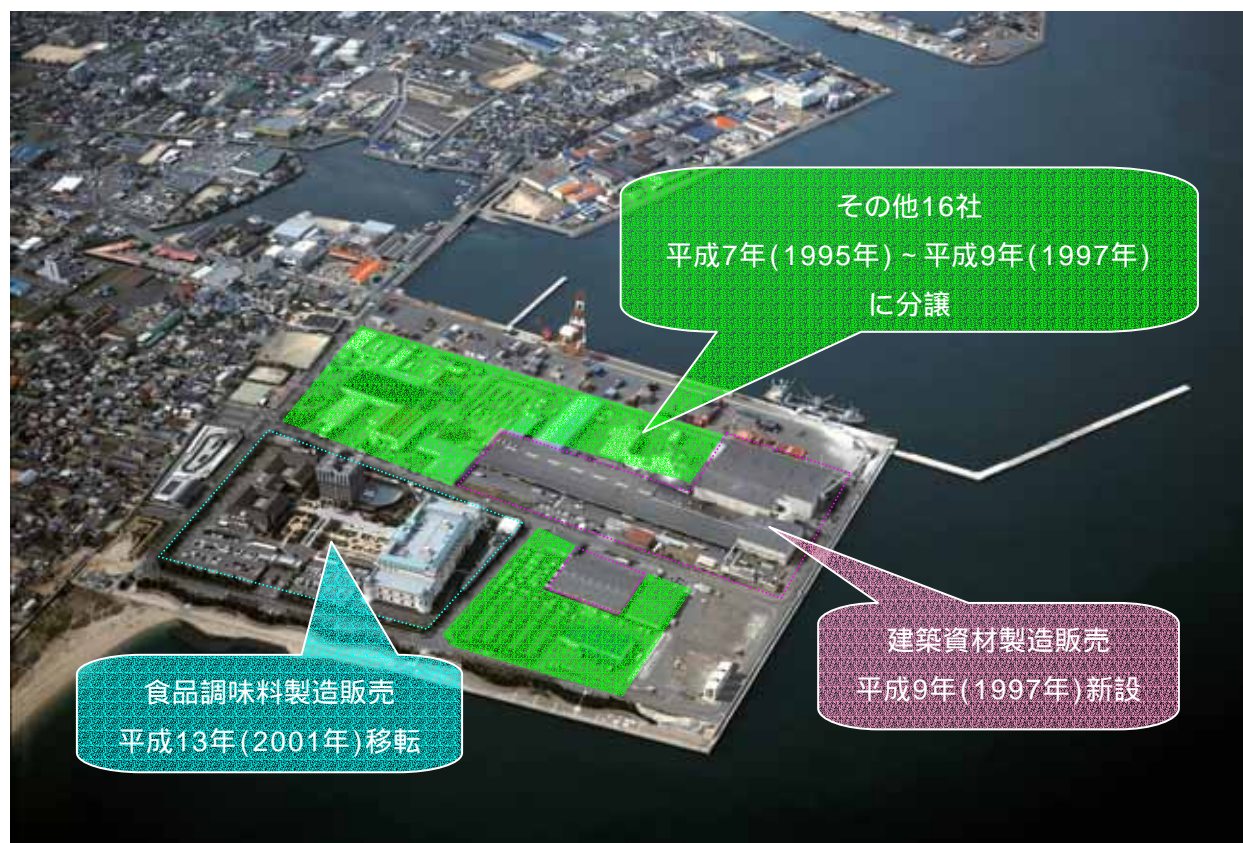 その他16社
平成7年(1995年) ~ 平成9年(1997年)
に分譲
建築資材製造販売
平成9年(1997年)新設
食品調味料製造販売
平成13年(2001年)移転